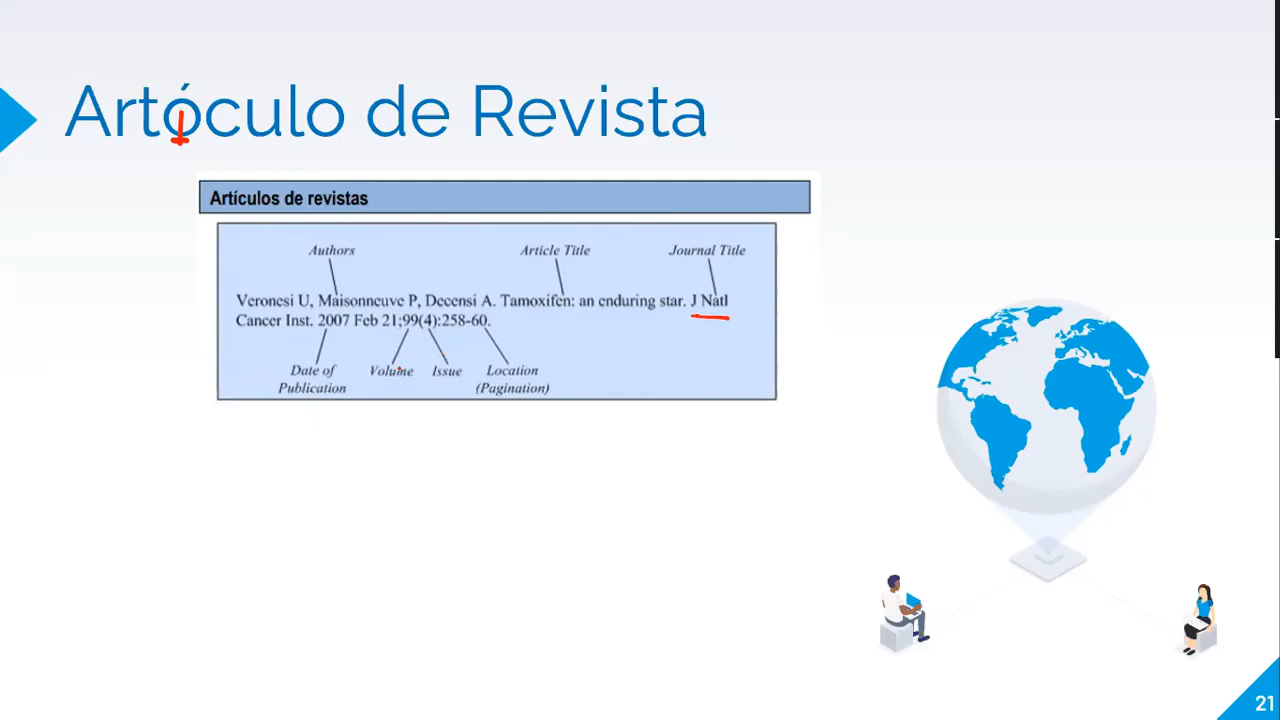 Artóculo de Revista
Artículos de revistas
Authors Article Title Journal Title
Veronesi U, Maisonneuve P, Decensi A. Tamoxifen: an enduring star. J Natl
Cancer Inst. 2007 Feb 21;99(4):258-60.
Date of Publication
Volume
Issue
Location (Pagination)
21